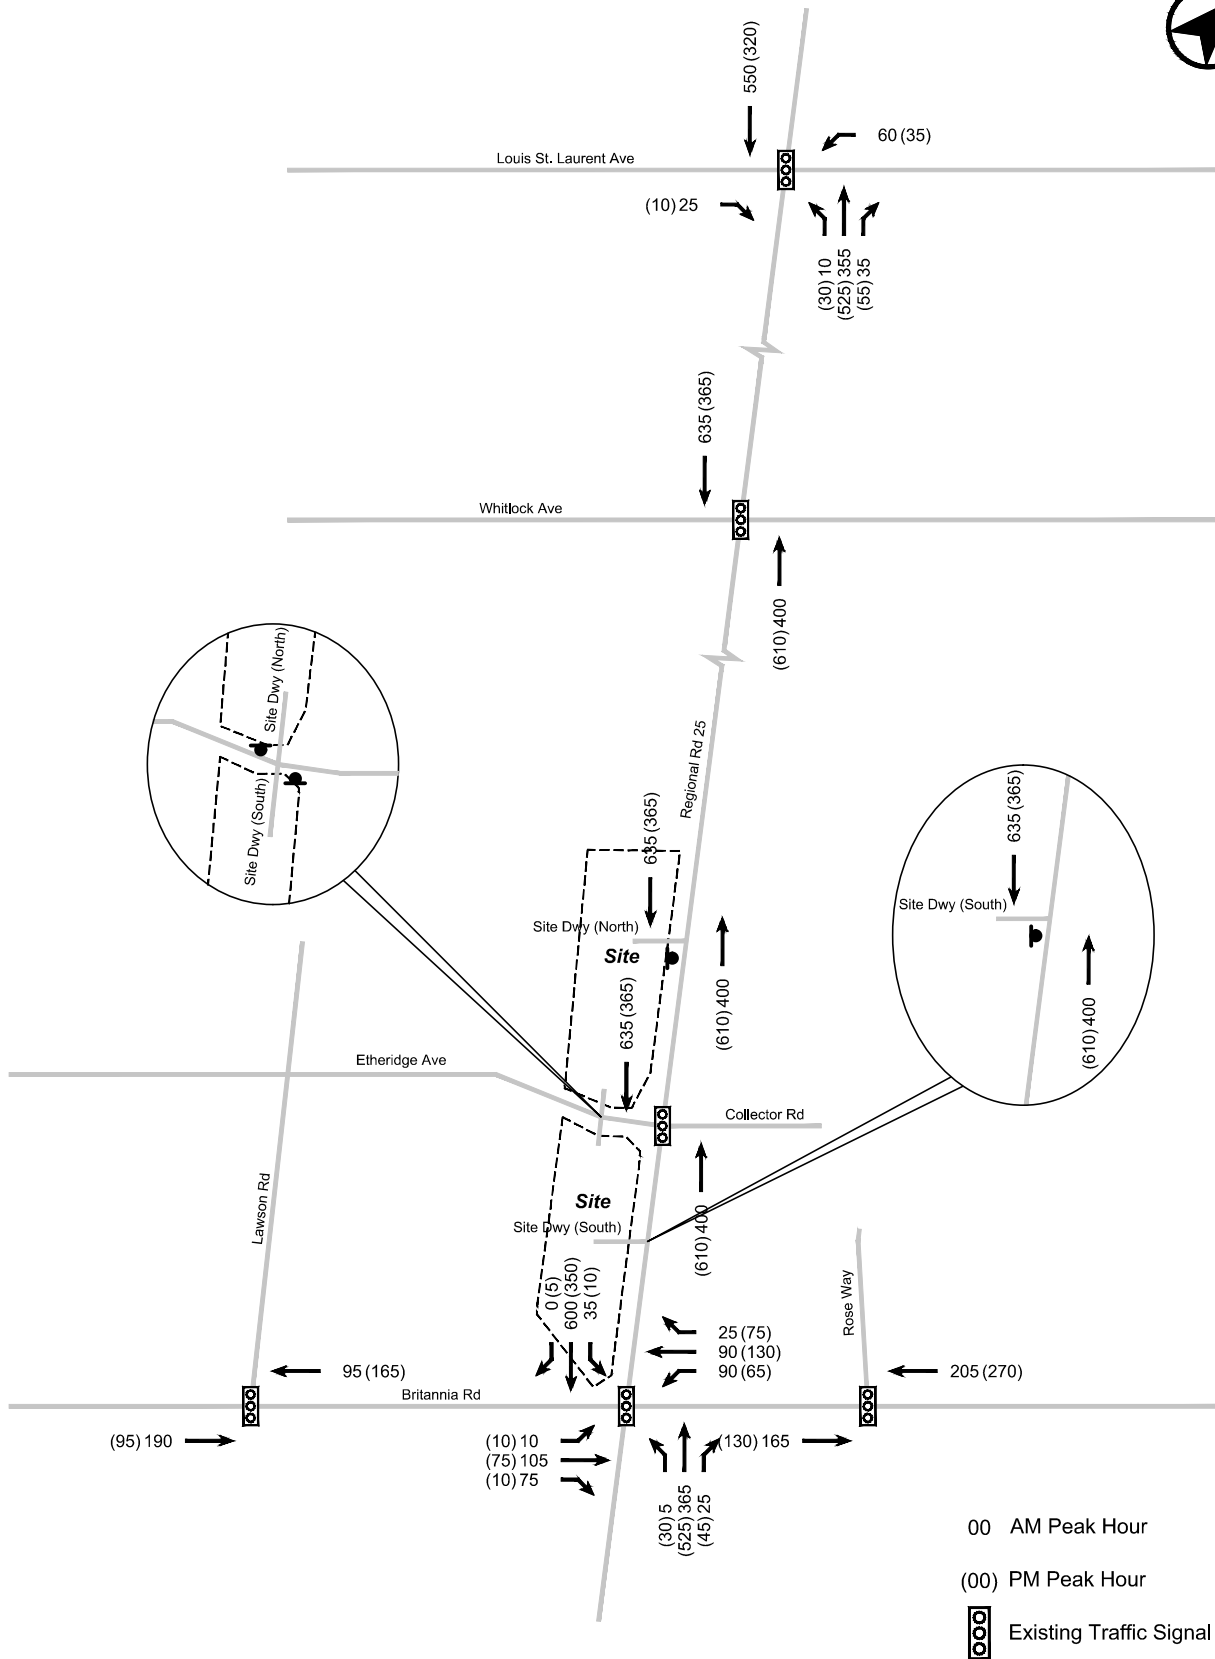 550 (320)
60 (35)
Louis St. Laurent Ave
(10) 25
(30) 10
(525) 355
(55) 35
635 (365)
Whitlock Ave
(610) 400
Site Dwy (North)
Site Dwy (South)
Regional Rd 25
635 (365)
Site Dwy (North)
Site
(610) 400
635 (365)
635 (365)
Site Dwy (South)
(610) 400
Etheridge Ave
Collector Rd
Lawson Rd
Site
Site Dwy (South)
(610) 400
Rose Way
0 (5)
600 (350)
35 (10)
25 (75)
90 (130)
90 (65)
95 (165)
205 (270)
Britannia Rd
(95) 190
(10) 10
(75) 105
(10) 75
(130) 165
(30) 5
(525) 365
(45) 25
00 AM Peak Hour
(00) PM Peak Hour
Existing Traffic Signal